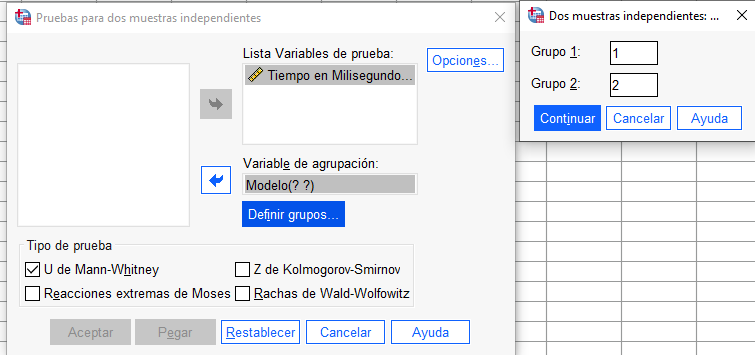 Pruebas para dos muestras independientes
Lista Variables de prueba:
Tiempo en Milisegundo...
Opciones...
Variable de agrupación:
Modelo(? ?)
Definir grupos...
Tipo de prueba
U de Mann-Whitney
Z de Kolmogorov-Smirnov
Reacciones extremas de Moses
Rachas de Wald-Wolfowitz
Aceptar
Pegar
Restablecer
Cancelar
Ayuda
Dos muestras independientes: ...
Grupo 1:
1
Grupo 2:
2
Continuar
Cancelar
Ayuda